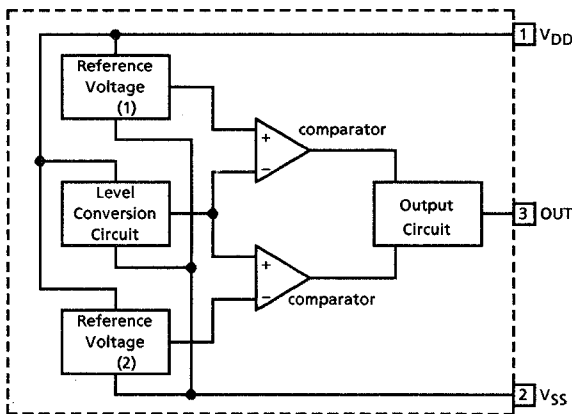 1 VDD
Reference
Voltage
(1)
comparator
+
−
Level
Conversion
Circuit
Output
Circuit
3 OUT
+
−
comparator
Reference
Voltage
(2)
2 VSS